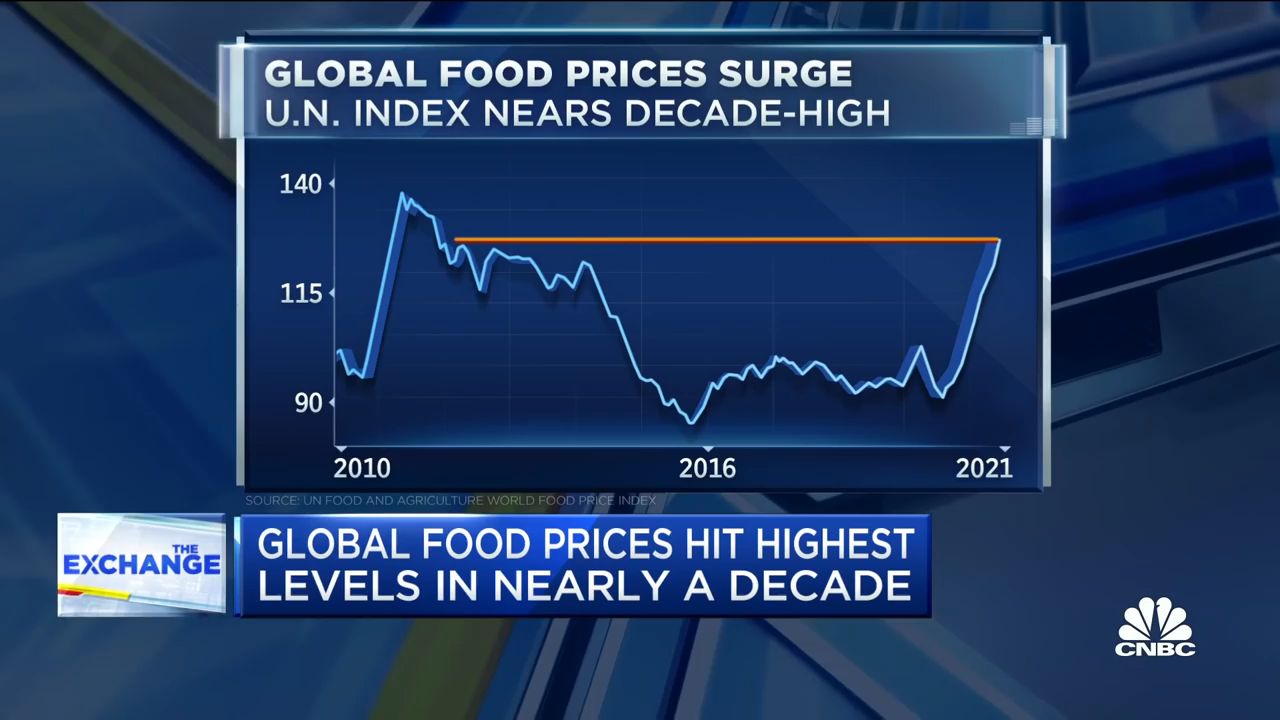 GLOBAL FOOD PRICES SURGE
U.N. INDEX NEARS DECADE-HIGH
140
115
90
2010
2016
2021
SOURCE: UN FOOD AND AGRICULTURE WORLD FOOD PRICE INDEX
THE
EXCHANGE
GLOBAL FOOD PRICES HIT HIGHEST
LEVELS IN NEARLY A DECADE
CNBC